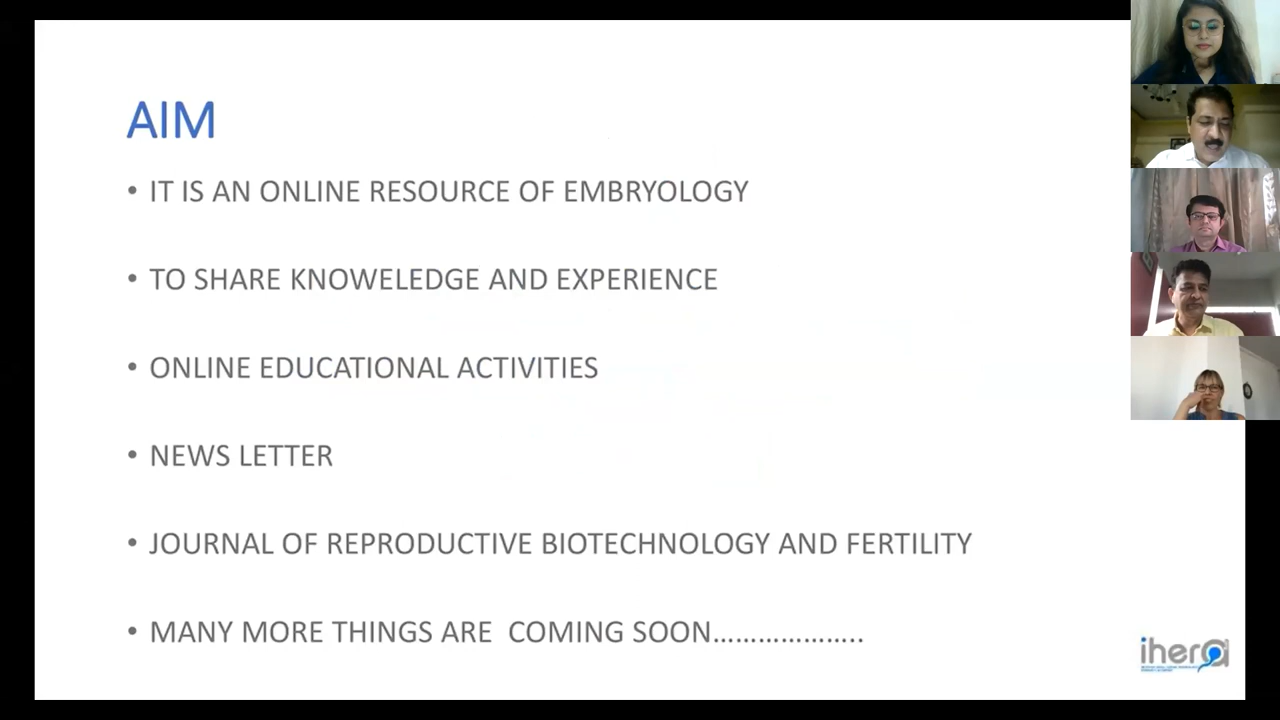 AIM
• IT IS AN ONLINE RESOURCE OF EMBRYOLOGY
• TO SHARE KNOWELEDGE AND EXPERIENCE
• ONLINE EDUCATIONAL ACTIVITIES
• NEWS LETTER
• JOURNAL OF REPRODUCTIVE BIOTECHNOLOGY AND FERTILITY
• MANY MORE THINGS ARE  COMING SOON………………..
ihera